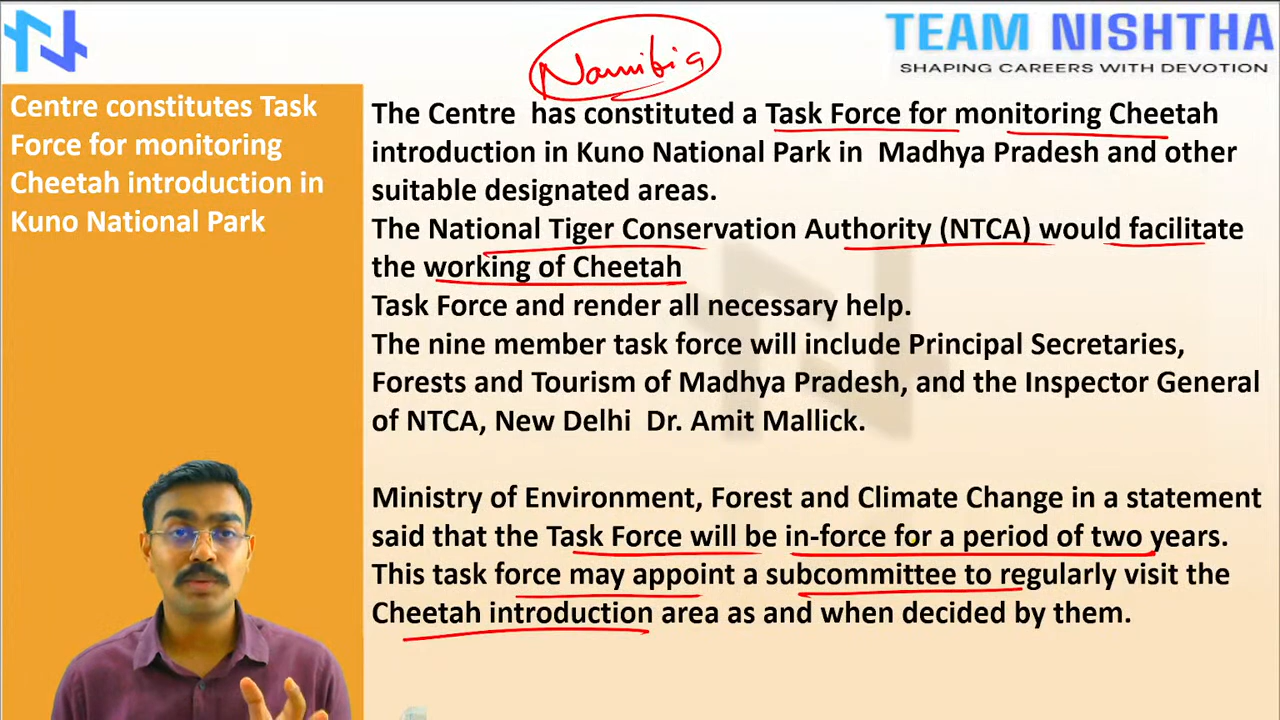 TEAM NISHTHA
SHAPING CAREERS WITH DEVOTION
Namibia
Centre constitutes Task
Force for monitoring
Cheetah introduction in
Kuno National Park
The Centre has constituted a Task Force for monitoring Cheetah
introduction in Kuno National Park in Madhya Pradesh and other
suitable designated areas.
The National Tiger Conservation Authority (NTCA) would facilitate
the working of Cheetah
Task Force and render all necessary help.
The nine member task force will include Principal Secretaries,
Forests and Tourism of Madhya Pradesh, and the Inspector General
of NTCA, New Delhi Dr. Amit Mallick.
Ministry of Environment, Forest and Climate Change in a statement
said that the Task Force will be in-force for a period of two years.
This task force may appoint a subcommittee to regularly visit the
Cheetah introduction area as and when decided by them.